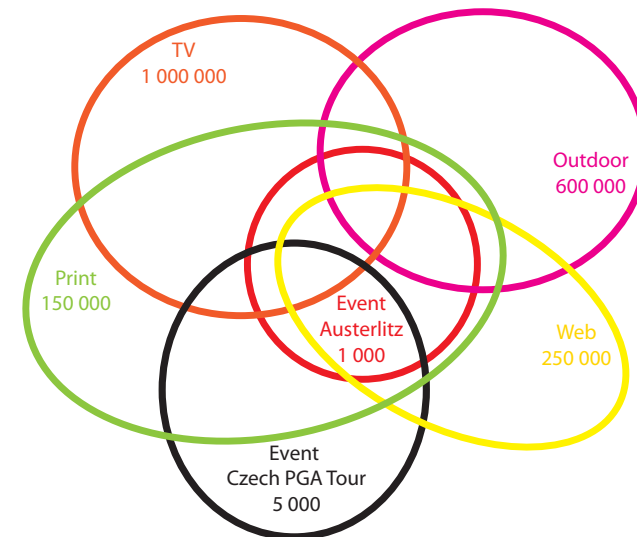 TV
1 000 000
Outdoor
600 000
Print
150 000
Event
Austerlitz
1 000
Web
250 000
Event
Czech PGA Tour
5 000